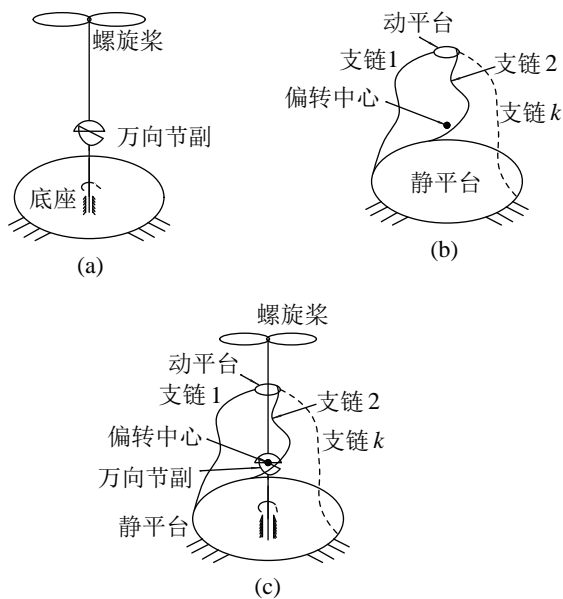 螺旋桨
万向节副
底座
(a)
动平台
支链1
支链 2
偏转中心
支链 k
静平台
(b)
螺旋桨
动平台
支链 1
支链 2
偏转中心
支链 k
万向节副
静平台
(c)